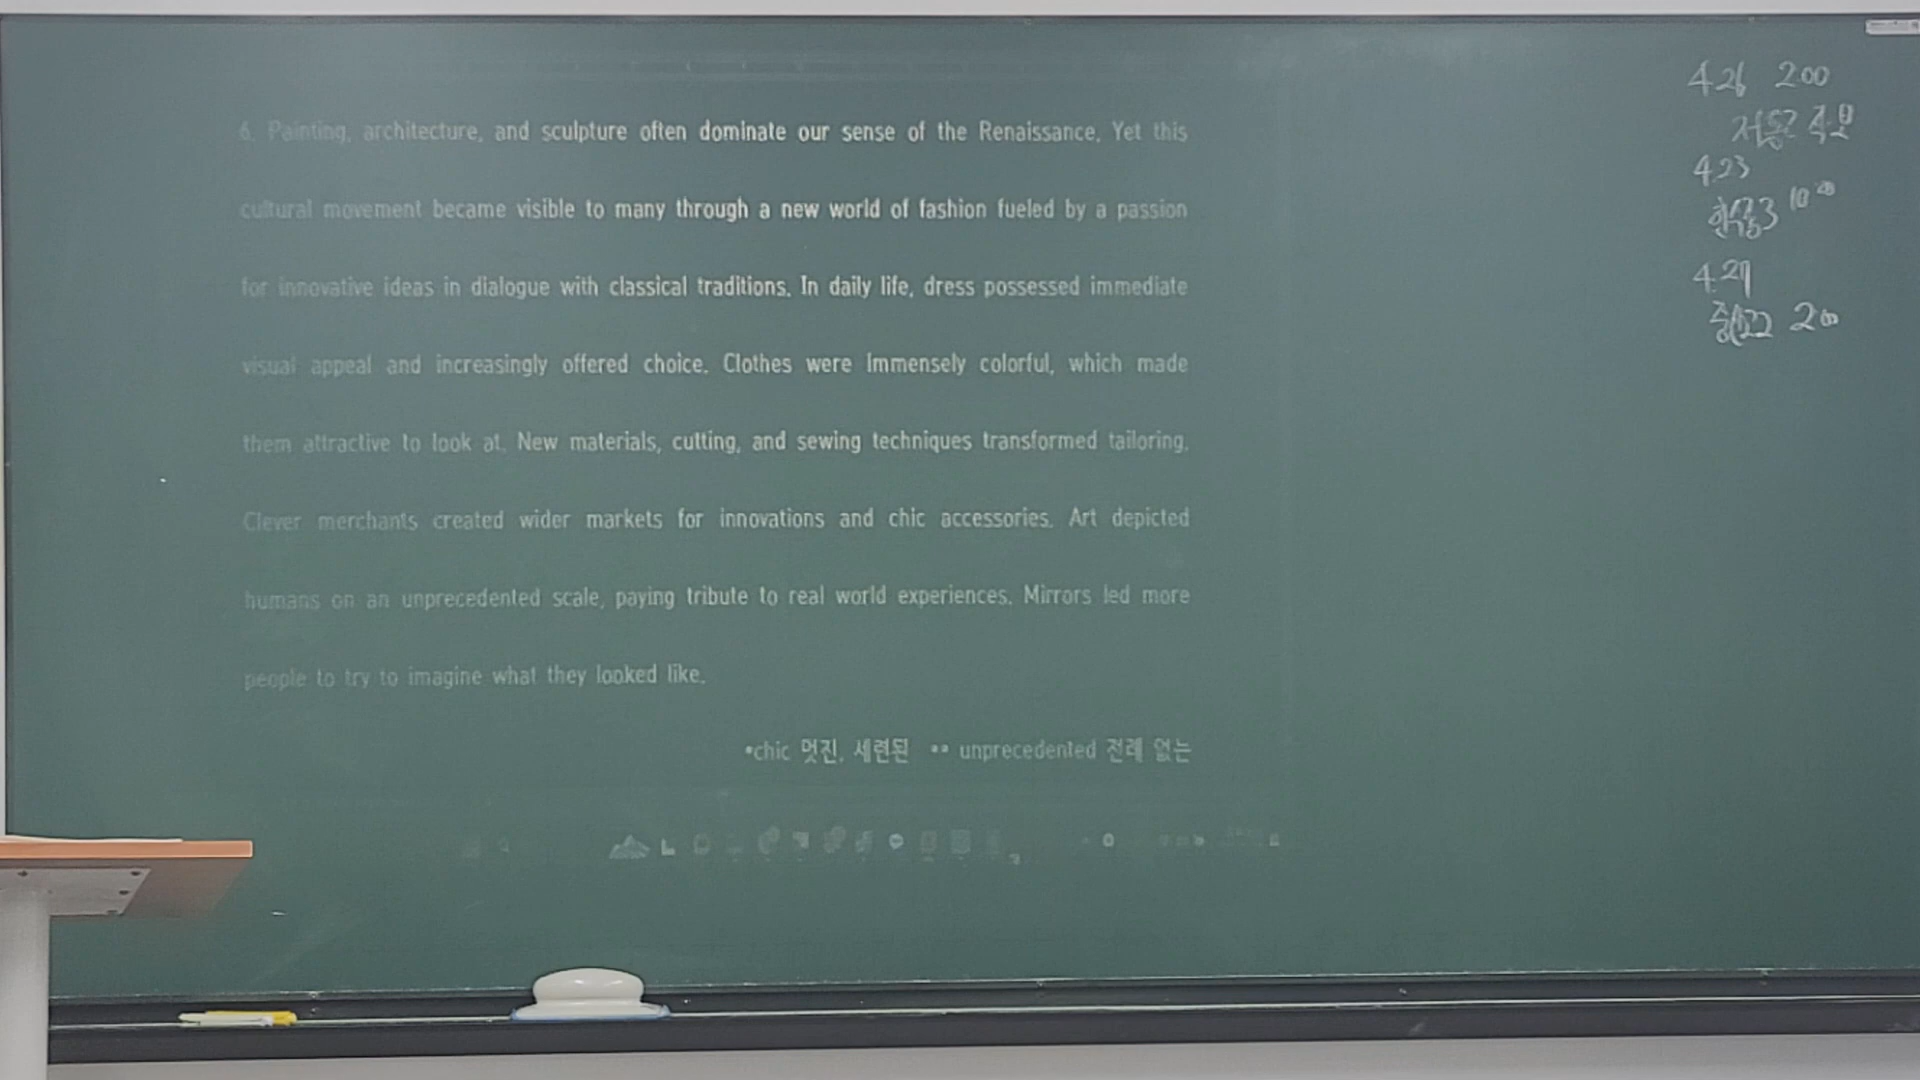 6. Painting, architecture, and sculpture often dominate our sense of the Renaissance. Yet this
cultural movement became visible to many through a new world of fashion fueled by a passion
for innovative ideas in dialogue with classical traditions. In daily life, dress possessed immediate
visual appeal and increasingly offered choice. Clothes were immensely colorful, which made
them attractive to look at. New materials, cutting, and sewing techniques transformed tailoring.
Clever merchants created wider markets for innovations and chic accessories. Art depicted
humans on an unprecedented scale, paying tribute to real world experiences. Mirrors led more
people to try to imagine what they looked like.
*chic 멋진, 세련된 ** unprecedented 전례 없는
4.26 200
4.23
10 20
4.29
200